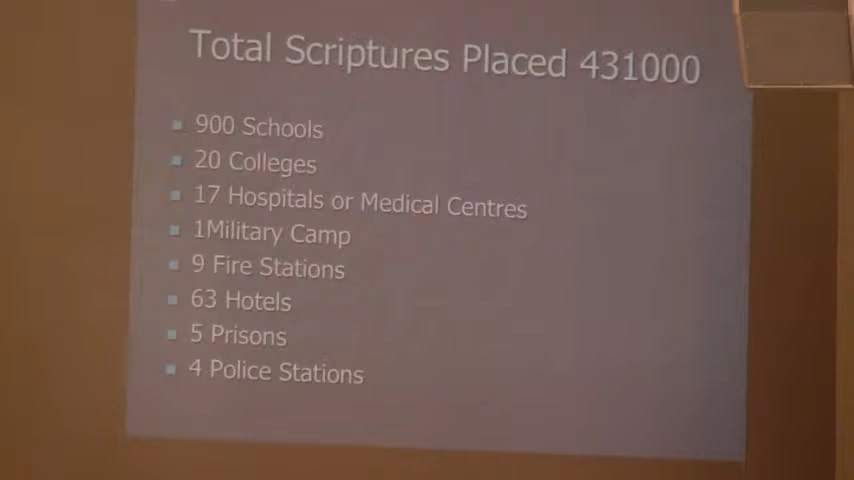 Total Scriptures Placed 431000
900 Schools
20 Colleges
17 Hospitals or Medical Centres
1Military Camp
9 Fire Stations
63 Hotels
5 Prisons
4 Police Stations